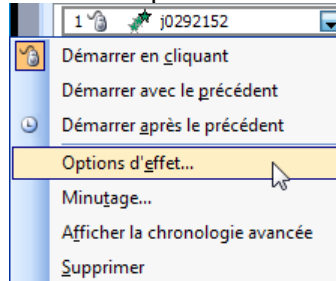 1 j0292152
Démarrer en cliquant
Démarrer avec le précédent
Démarrer après le précédent
Options d'effet...
Minutage...
Afficher la chronologie avancée
Supprimer